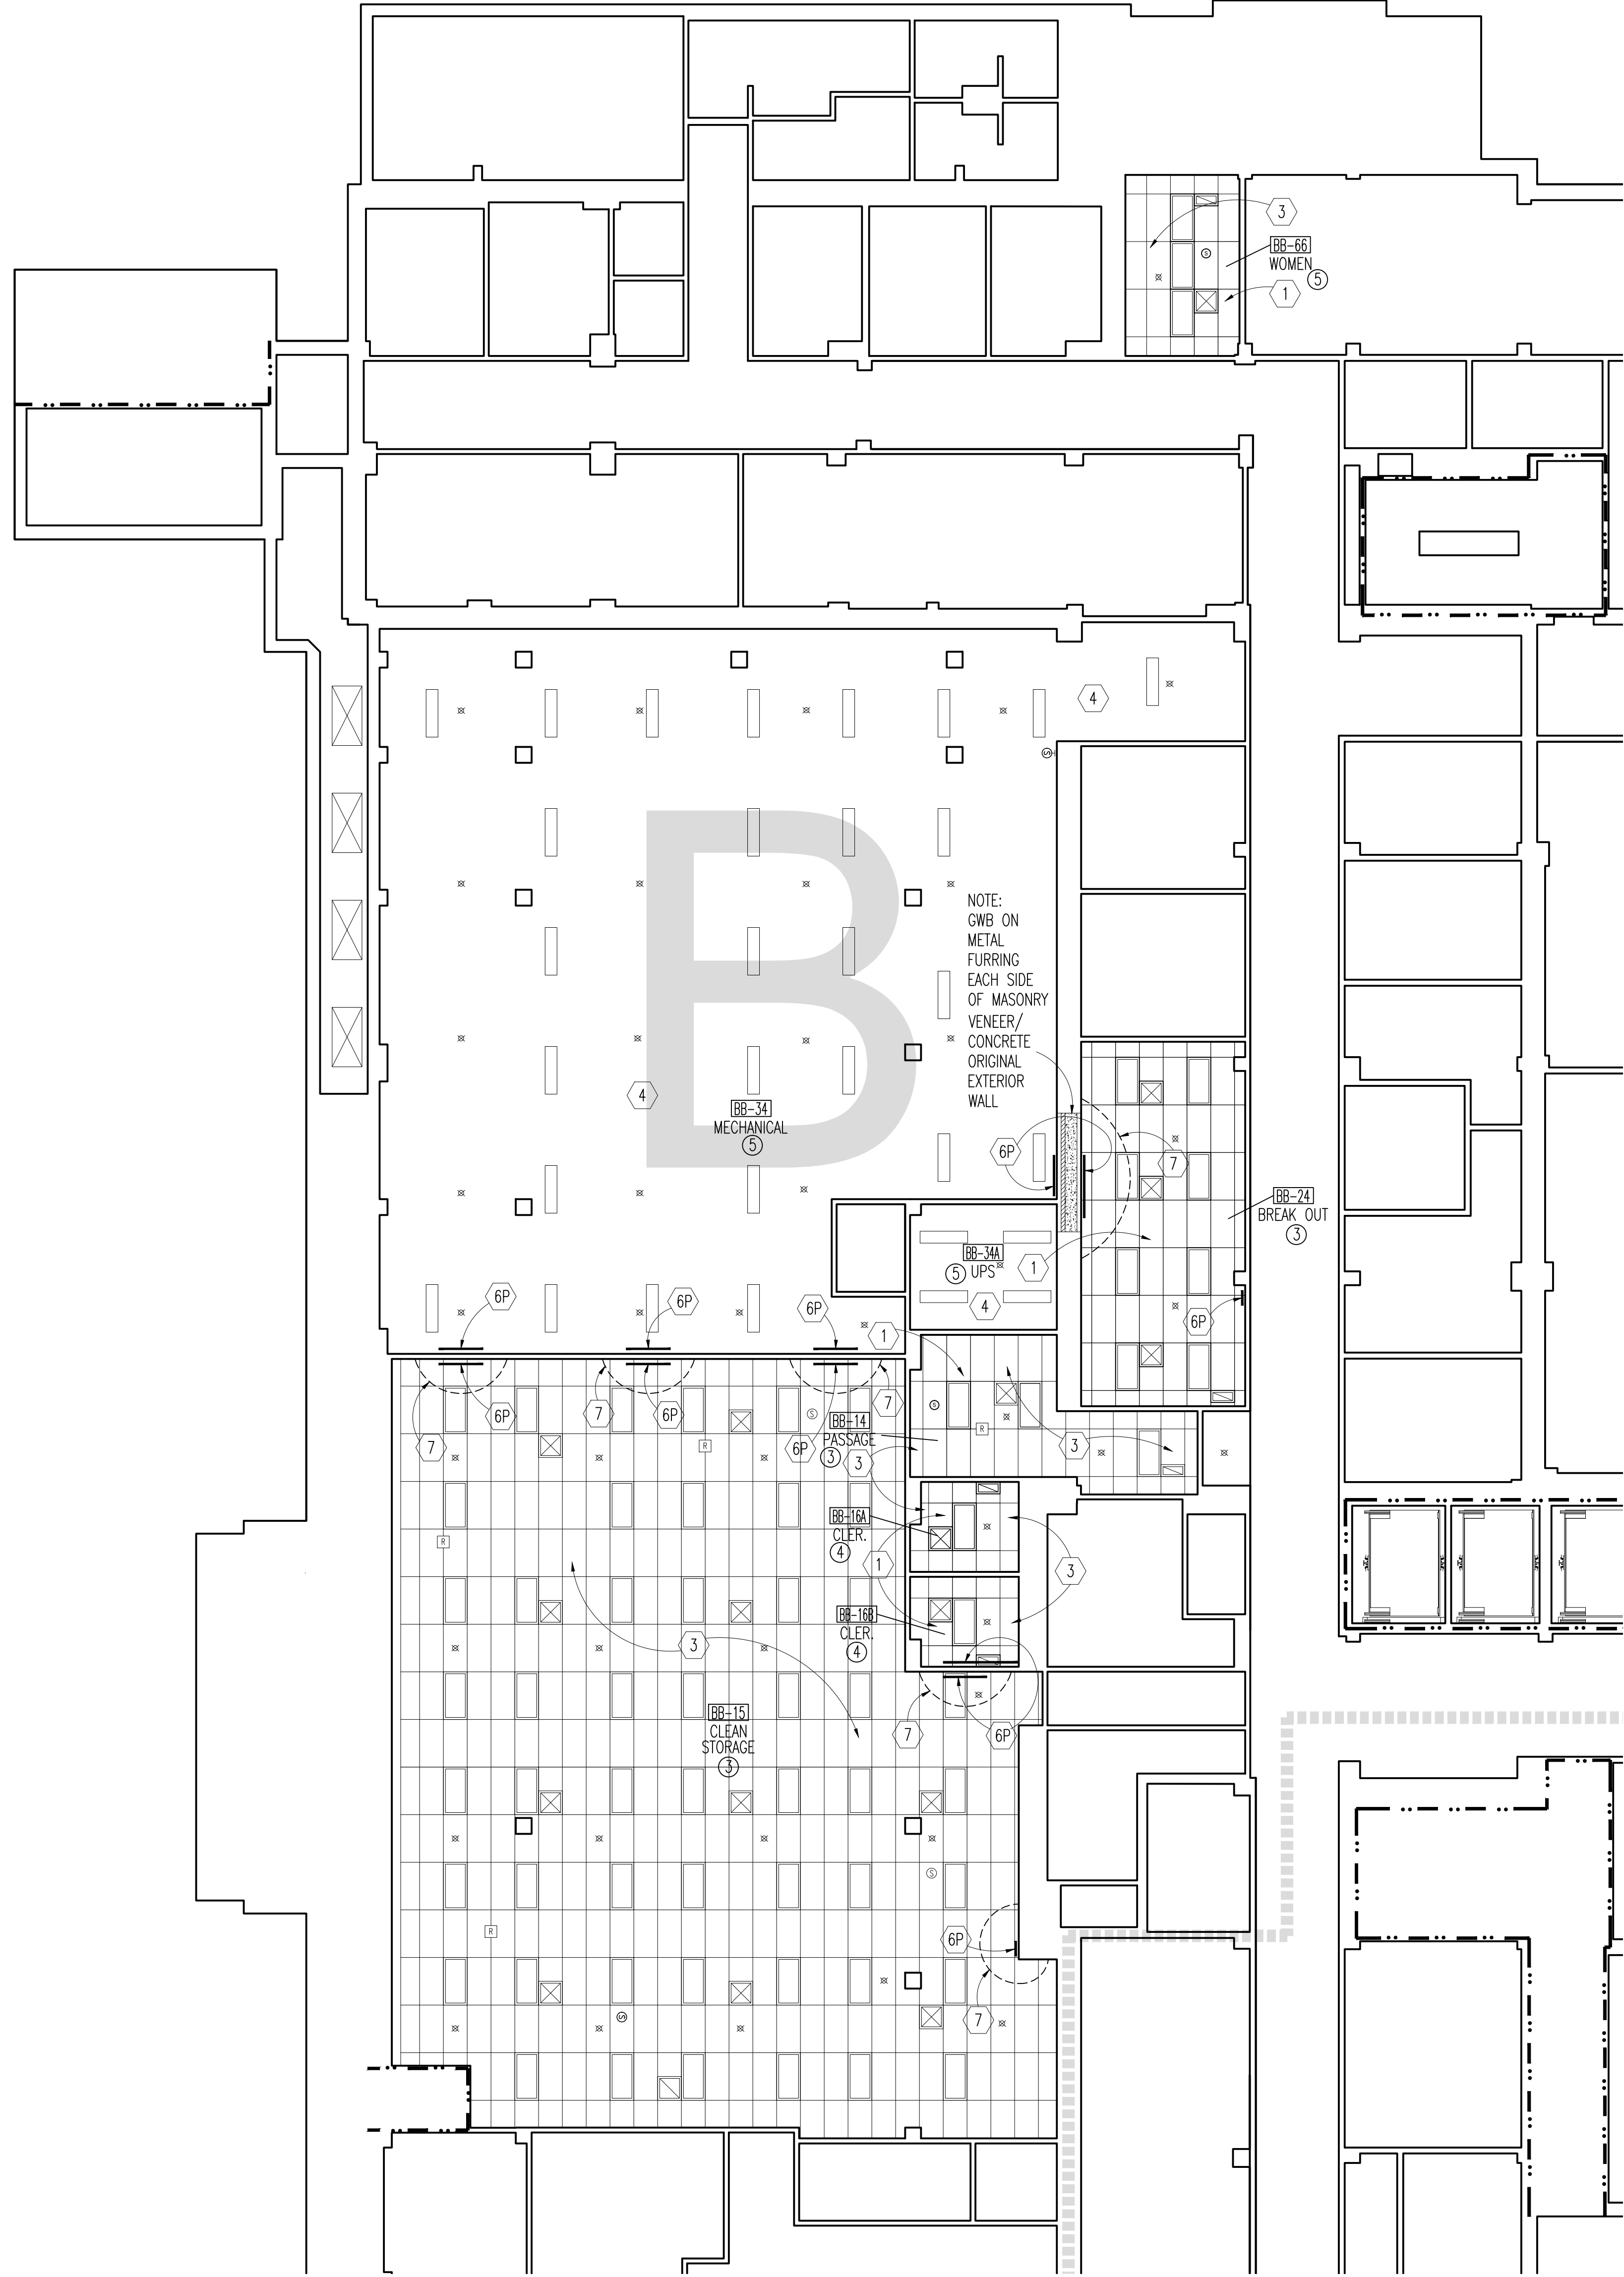 3
BB-66
WOMEN
5
1
4
S
S
B
NOTE:
GWB ON
METAL
FURRING
EACH SIDE
OF MASONRY
VENEER/
CONCRETE
ORIGINAL
EXTERIOR
WALL
4
BB-34
MECHANICAL
5
6P
7
BB-24
BREAK OUT
3
BB-34A
5 UPS
1
4
6P
6P
6P
6P
1
7
6P
7
6P
7
6P
S
S
R
R
BB-14
PASSAGE
3
3
3
BB-16A
CLER.
4
R
1
3
BB-16B
CLER.
4
3
BB-15
CLEAN
STORAGE
3
7
6P
S
R
6P
7
S